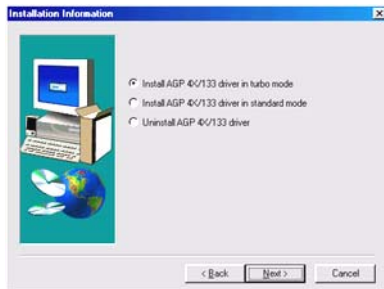 Installation Information
Install AGP 4X/133 driver in turbo mode
Install AGP 4X/133 driver in standard mode
Uninstall AGP 4X/133 driver
< Back
Next >
Cancel